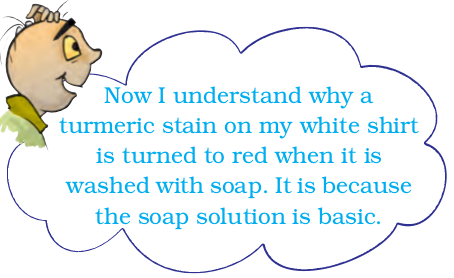 Now I understand why a
turmeric stain on my white shirt
is turned to red when it is
washed with soap. It is because
the soap solution is basic.